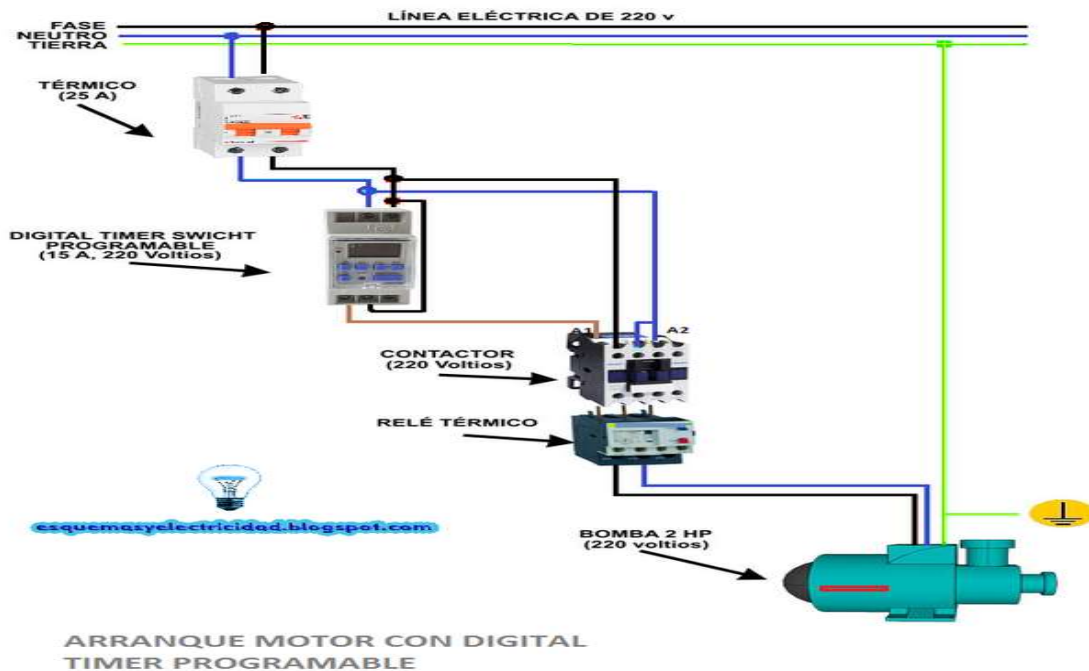 LÍNEA ELÉCTRICA DE 220 v
FASE
NEUTRO
TIERRA
TÉRMICO
(25 A)
DIGITAL TIMER SWICHT
PROGRAMABLE
(15 A, 220 Voltios)
A1
A2
CONTACTOR
(220 Voltios)
RELÉ TÉRMICO
esquemasyelectricidad.blogspot.com
BOMBA 2 HP
(220 voltios)
ARRANQUE MOTOR CON DIGITAL
TIMER PROGRAMABLE